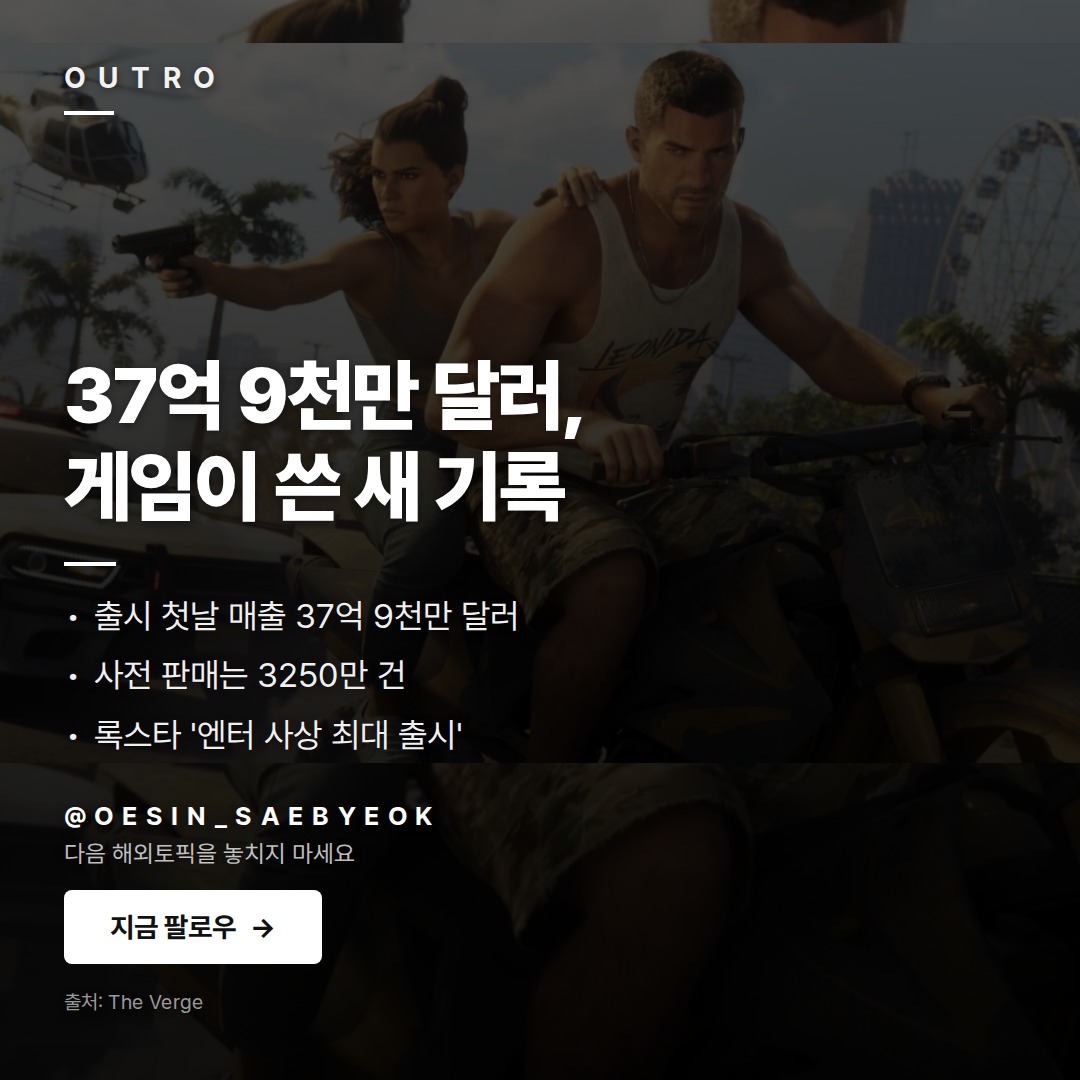 OUTRO
LEONIDA
37억 9천만 달러,
게임이 쓴 새 기록
• 출시 첫날 매출 37억 9천만 달러
• 사전 판매는 3250만 건
• 록스타 '엔터 사상 최대 출시'
@OESIN_SAEBYEOK
다음 해외토픽을 놓치지 마세요
지금 팔로우 →
출처: The Verge